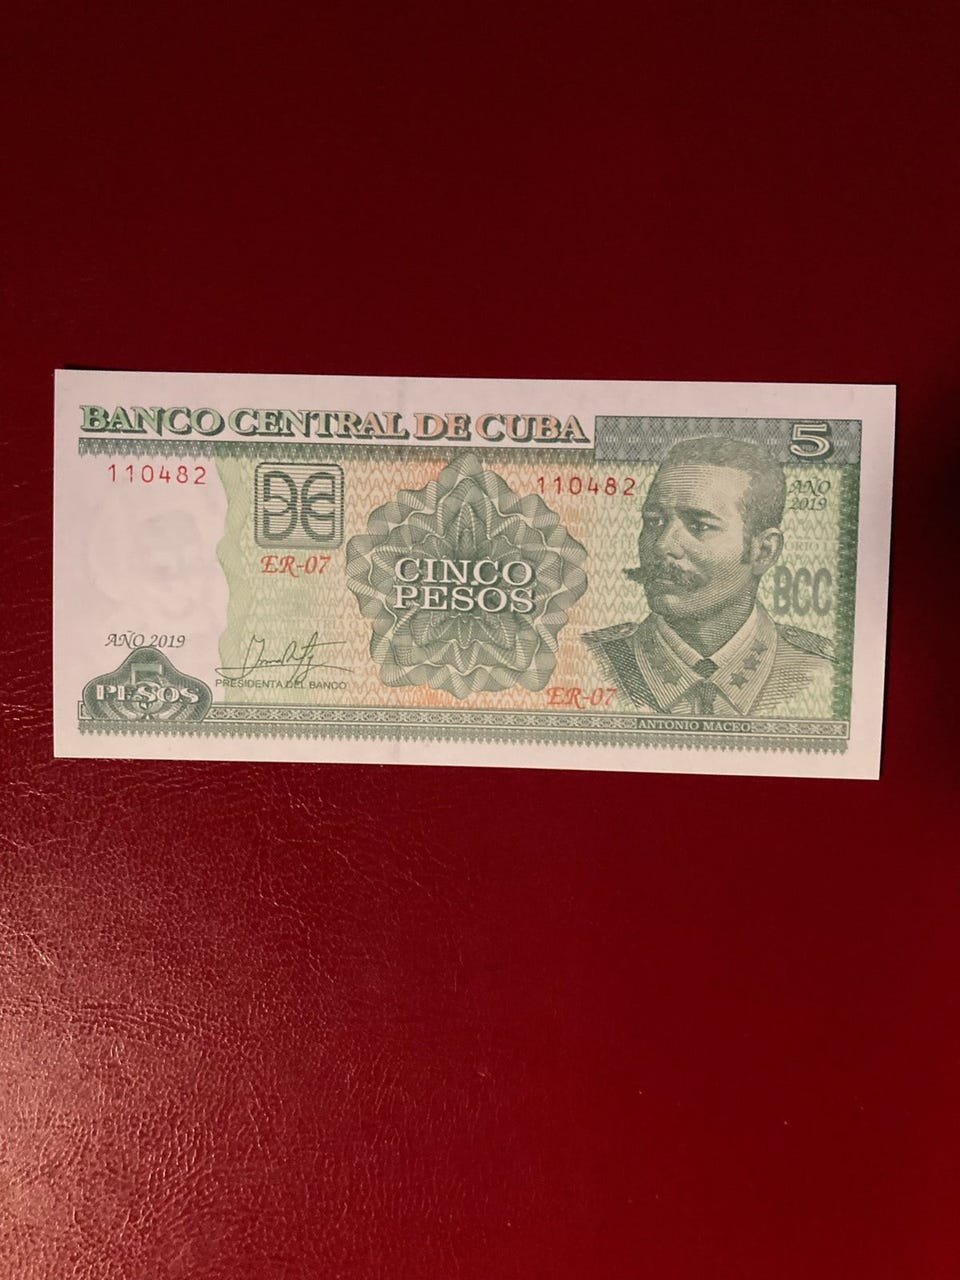 BANCO CENTRAL DE CUBA
5
110482
110482
AÑO
2019
ER-07
CINCO
PESOS
BCC
AÑO 2019
5
PESOS
PRESIDENTA DEL BANCO
ER-07
ANTONIO MACEO